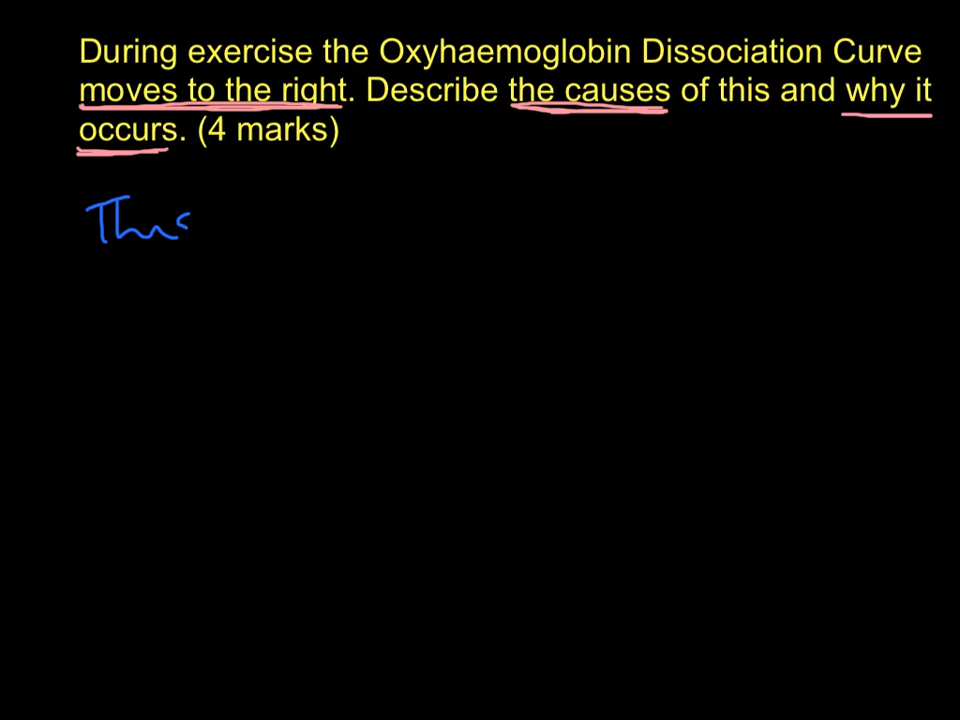 During exercise the Oxyhaemoglobin Dissociation Curve
moves to the right. Describe the causes of this and why it
occurs. (4 marks)